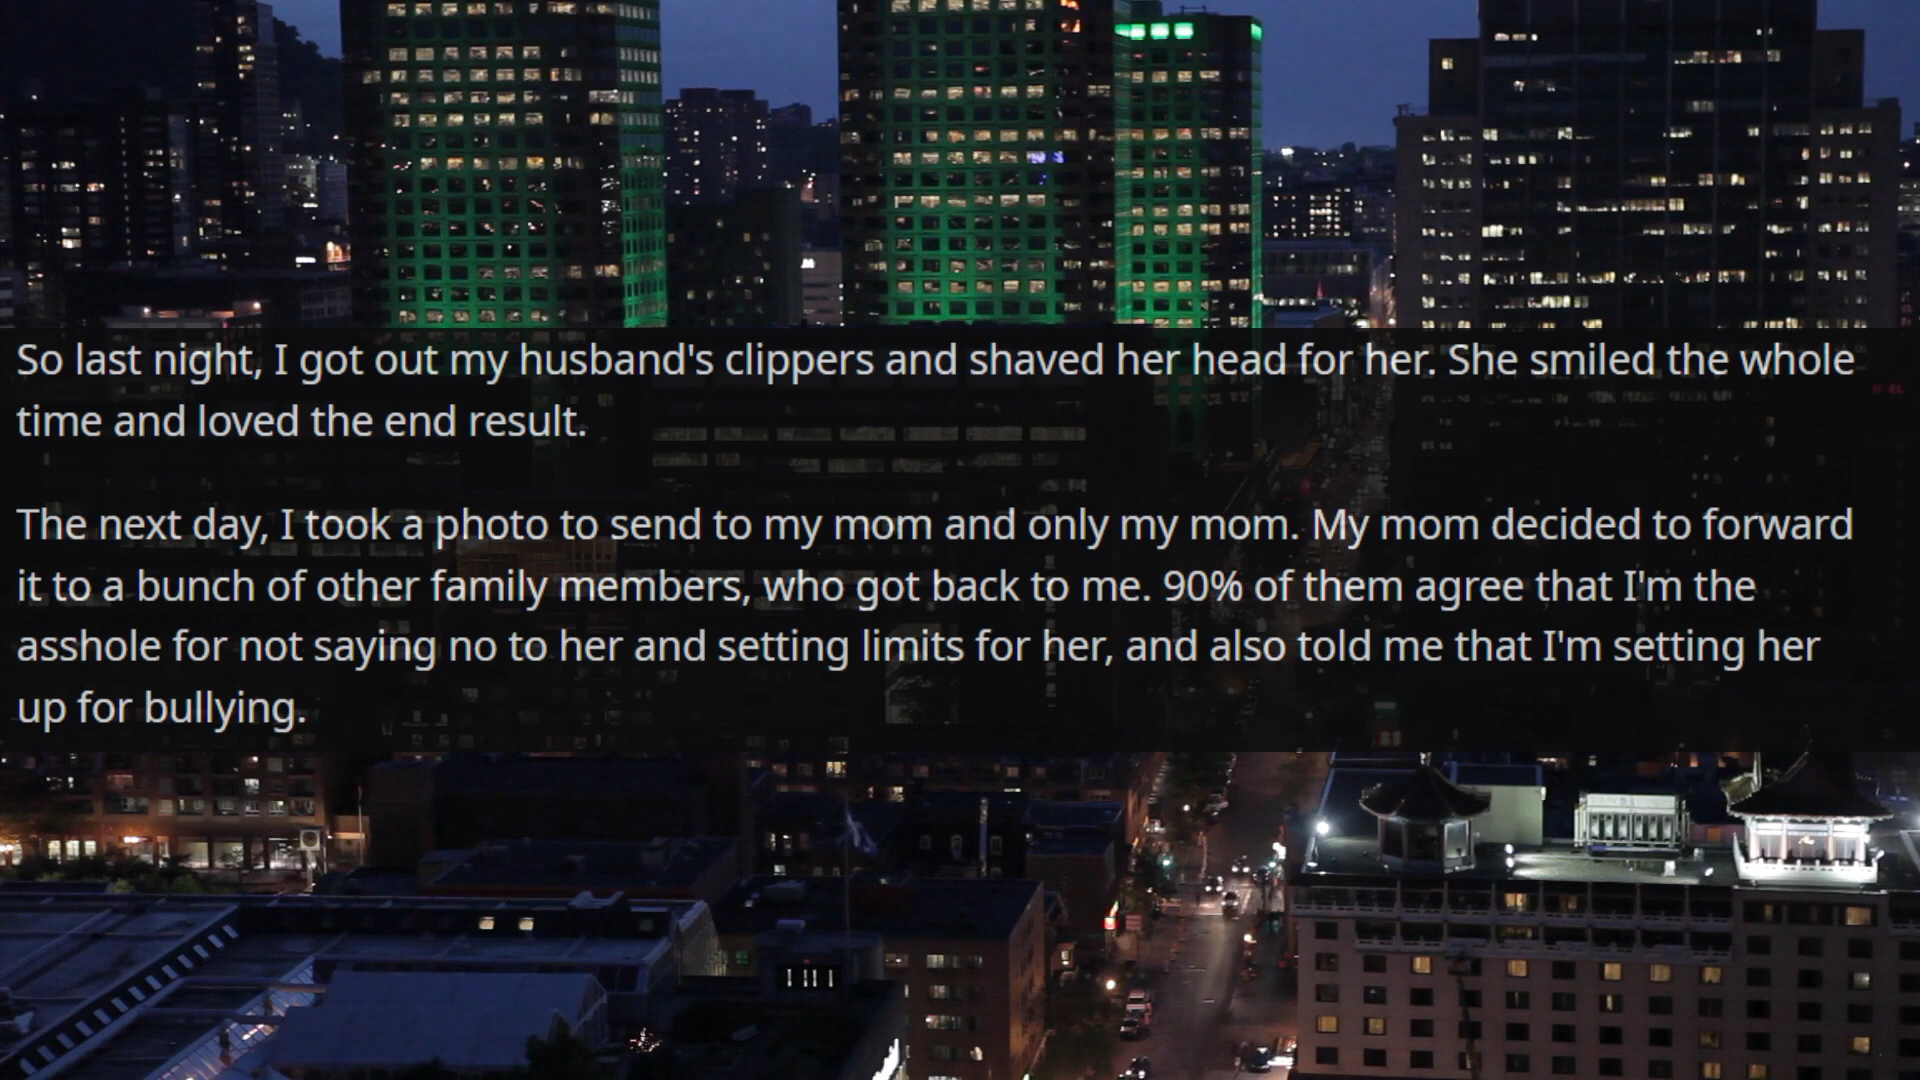 So last night, I got out my husband's clippers and shaved her head for her. She smiled the whole
time and loved the end result.
The next day, I took a photo to send to my mom and only my mom. My mom decided to forward
it to a bunch of other family members, who got back to me. 90% of them agree that I'm the
asshole for not saying no to her and setting limits for her, and also told me that I'm setting her
up for bullying.